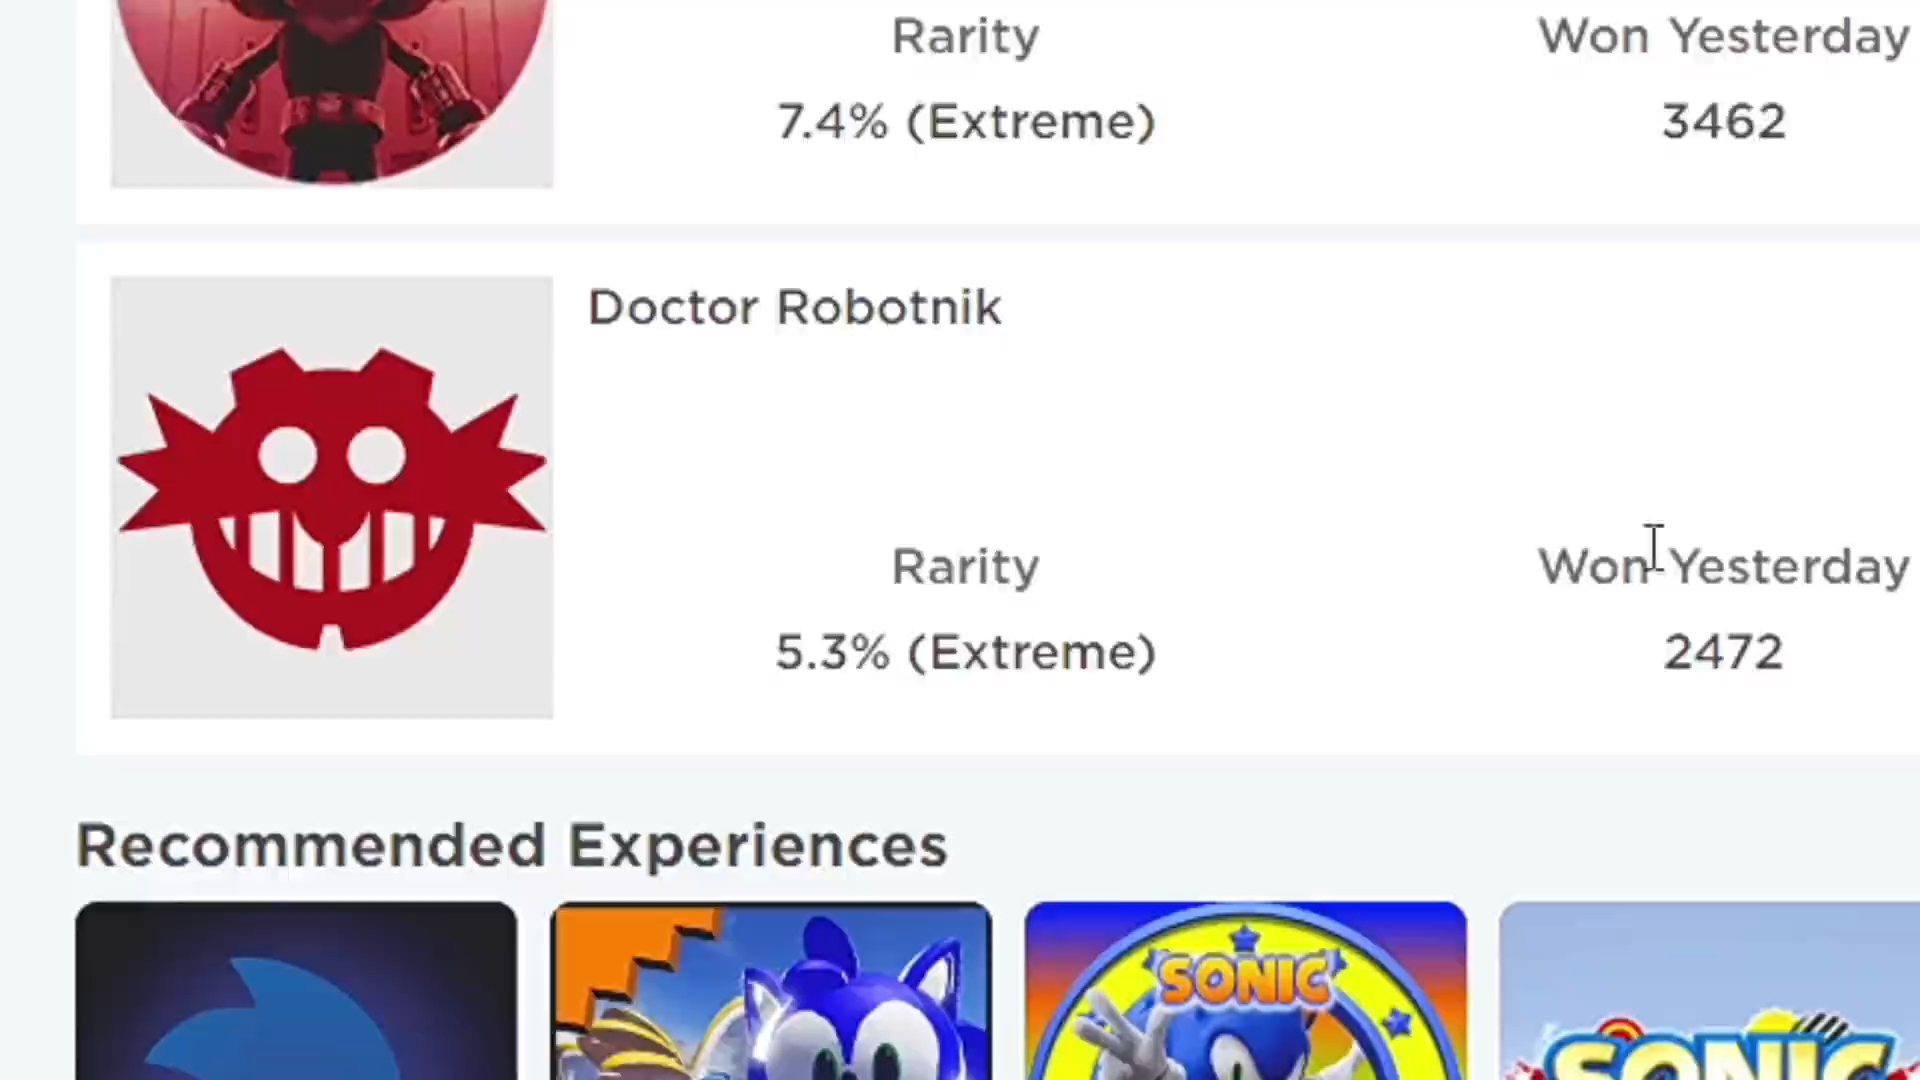 Rarity Won Yesterday
7.4% (Extreme) 3462
Doctor Robotnik
Rarity Won Yesterday
5.3% (Extreme) 2472
Recommended Experiences
SONIC
SONIC